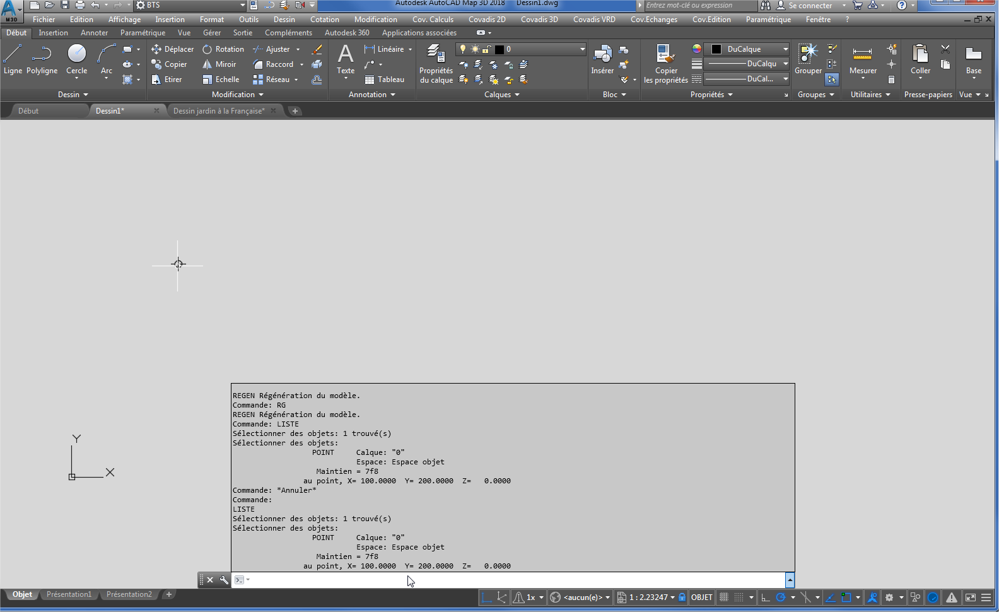 BTS
Autodesk AutoCAD Map 3D 2018 Dessin1.dwg
Entrez mot-clé ou expression
Se connecter
M3D
Fichier Edition Affichage Insertion Format Outils Dessin Cotation Modification Cov. Calculs Covadis 2D Covadis 3D Covadis VRD Cov.Echanges Cov.Edition Paramétrique Fenêtre ?
Début Insertion Annoter Paramétrique Vue Gérer Sortie Compléments Autodesk 360 Applications associées
Ligne Polyligne Cercle Arc
Déplacer Rotation Ajuster
Copier Miroir Raccord
Etirer Echelle Réseau
Texte
Linéaire
Tableau
Propriétés
du calque
0
Insérer
Copier
les propriétés
DuCalque
DuCalqu
DuCal...
Grouper
Mesurer
Coller
Base
Dessin Modification Annotation Calques Bloc Propriétés Groupes Utilitaires Presse-papiers Vue
Début Dessin1* Dessin jardin à la Française*
Y
X
REGEN Régénération du modèle.
Commande: RG
REGEN Régénération du modèle.
Commande: LISTE
Sélectionner des objets: 1 trouvé(s)
Sélectionner des objets:
POINT Calque: "0"
Espace: Espace objet
Maintien = 7f8
au point, X= 100.0000 Y= 200.0000 Z= 0.0000
Commande: *Annuler*
Commande:
LISTE
Sélectionner des objets: 1 trouvé(s)
Sélectionner des objets:
POINT Calque: "0"
Espace: Espace objet
Maintien = 7f8
au point, X= 100.0000 Y= 200.0000 Z= 0.0000
Objet Présentation1 Présentation2 +
1x <aucun(e)> 1 : 2.23247 OBJET